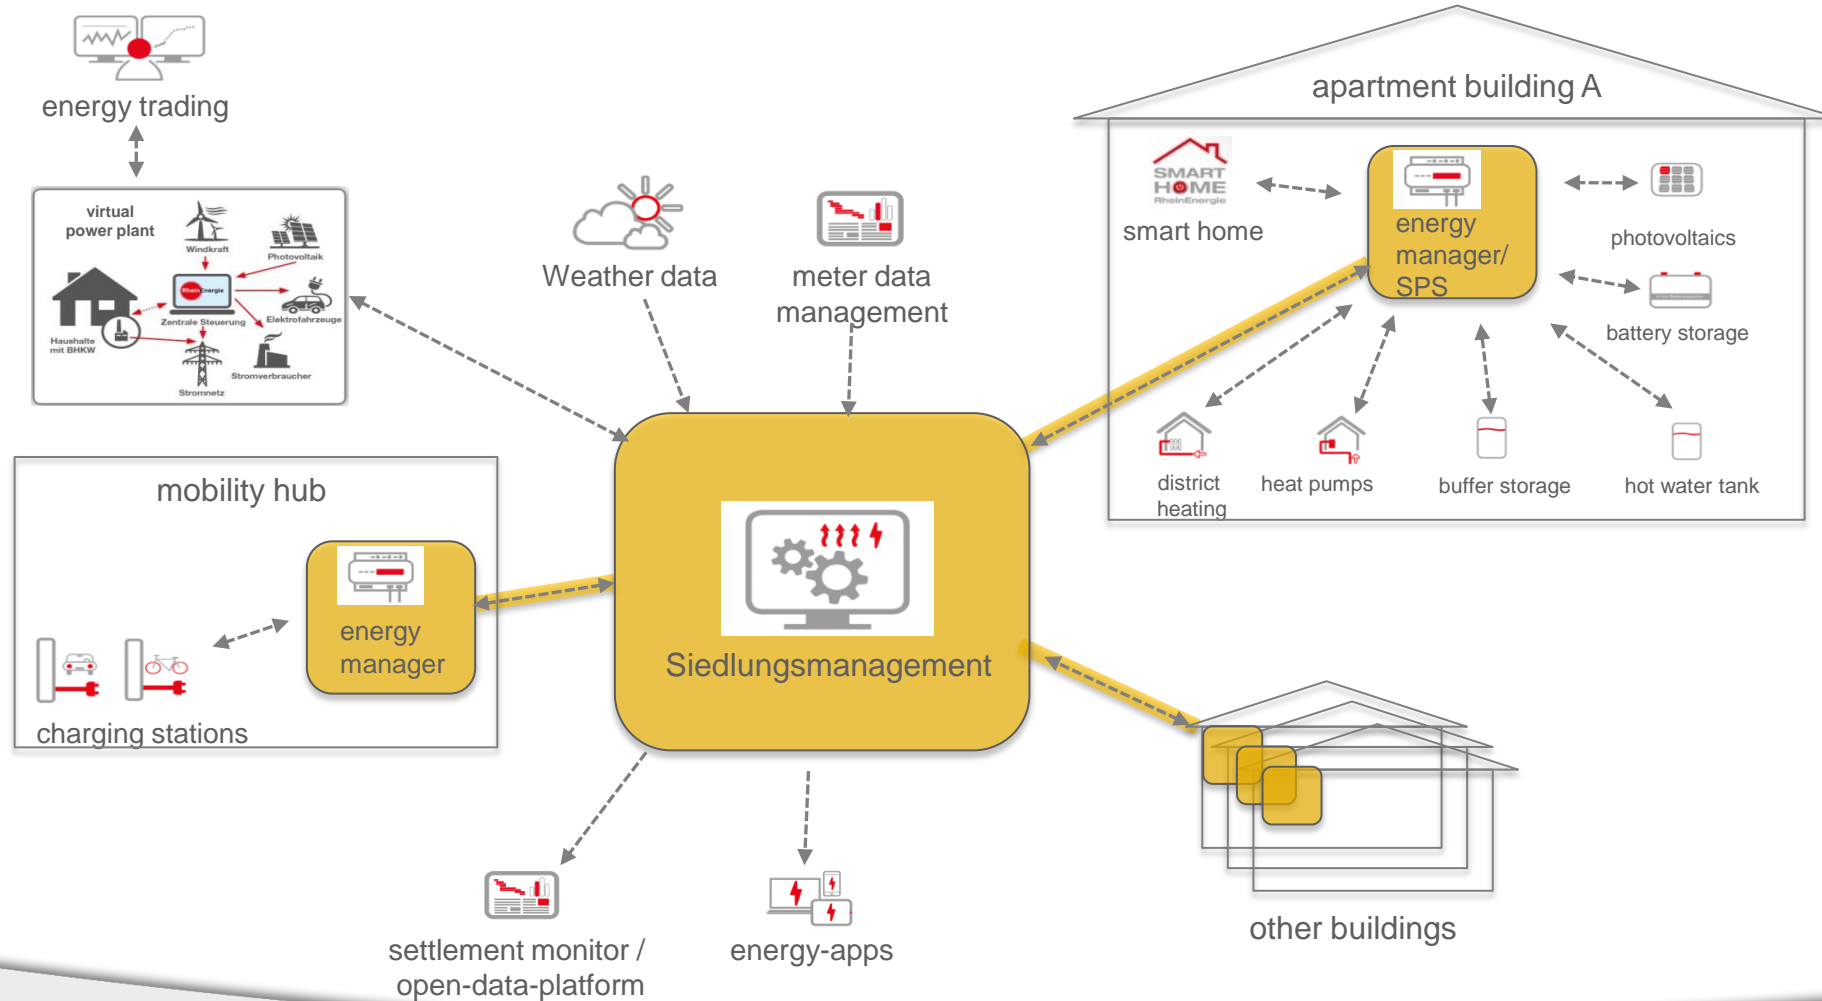 energy trading
virtual
power plant
Windkraft
Photovoltaik
RheinEnergie
Zentrale Steuerung
Elektrofahrzeuge
Haushalte
mit BHKW
Stromverbraucher
Stromnetz
Weather data
meter data
management
apartment building A
SMART
HOME
RheinEnergie
smart home
energy
manager/
SPS
photovoltaics
battery storage
district
heating
heat pumps
buffer storage
hot water tank
mobility hub
energy
manager
charging stations
Siedlungsmanagement
settlement monitor /
open-data-platform
energy-apps
other buildings